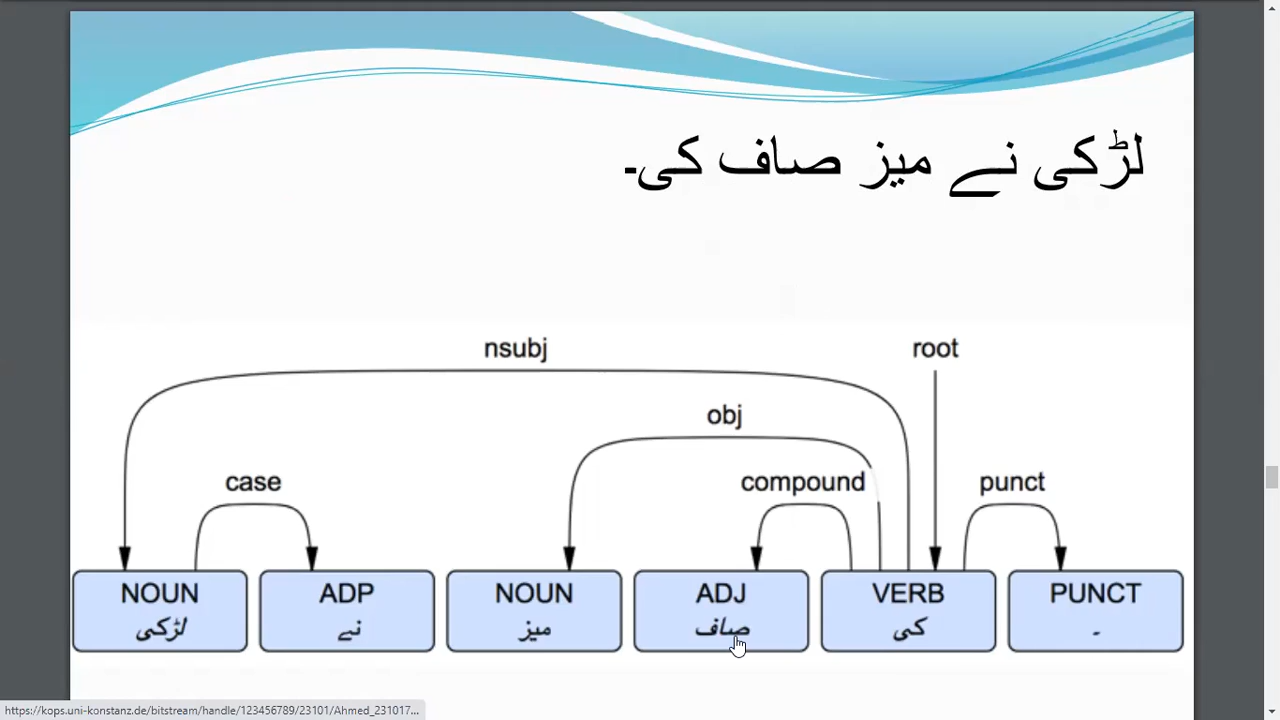 لڑکی نے میز صاف کی۔
nsubj
root
obj
case
compound
punct
NOUN
ADP
NOUN
ADJ
VERB
PUNCT
لڑکی
نے
میز
صاف
کی
۔
https://kops.uni-konstanz.de/bitstream/handle/123456789/23101/Ahmed_231017...